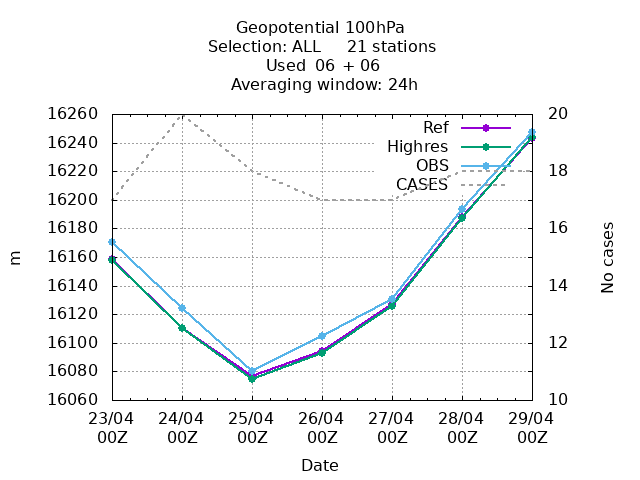 Geopotential 100hPa
Selection: ALL     21 stations
Used  06 + 06
Averaging window: 24h
16260
16240
16220
16200
16180
16160
16140
16120
16100
16080
16060
20
18
16
14
12
10
Ref
Highres
OBS
CASES
m
No cases
23/04 24/04 25/04 26/04 27/04 28/04 29/04
00Z 00Z 00Z 00Z 00Z 00Z 00Z
Date